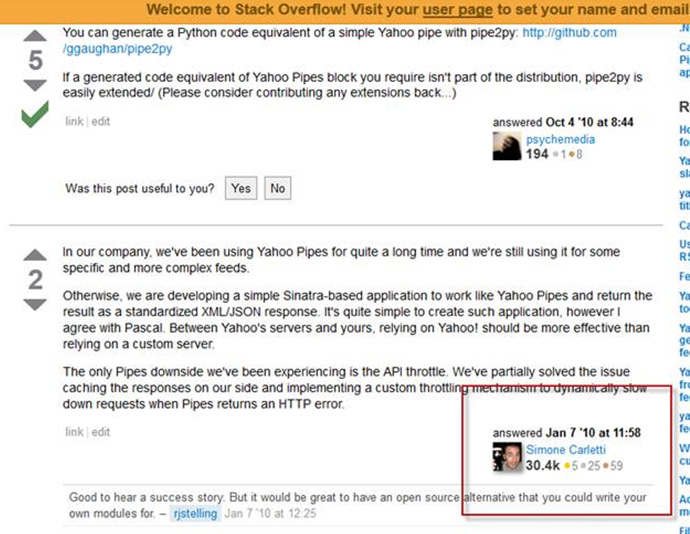 Welcome to Stack Overflow! Visit your user page to set your name and email
You can generate a Python code equivalent of a simple Yahoo pipe with pipe2py: http://github.com
/ggaughan/pipe2py
5
If a generated code equivalent of Yahoo Pipes block you require isn't part of the distribution, pipe2py is
easily extended/ (Please consider contributing any extensions back...)
link | edit
answered Oct 4 '10 at 8:44
psychemedia
194 ●1●8
Was this post useful to you? Yes No
In our company, we've been using Yahoo Pipes for quite a long time and we're still using it for some
specific and more complex feeds.
2
Otherwise, we are developing a simple Sinatra-based application to work like Yahoo Pipes and return the
result as a standardized XML/JSON response. It's quite simple to create such application, however I
agree with Pascal. Between Yahoo's servers and yours, relying on Yahoo! should be more effective than
relying on a custom server.
The only Pipes downside we've been experiencing is the API throttle. We've partially solved the issue
caching the responses on our side and implementing a custom throttling mechanism to dynamically slow
down requests when Pipes returns an HTTP error.
link | edit
answered Jan 7 '10 at 11:58
Simone Carletti
30.4k ●5●25●59
Good to hear a success story. But it would be great to have an open source alternative that you could write your
own modules for. – rjstelling Jan 7 '10 at 12:25